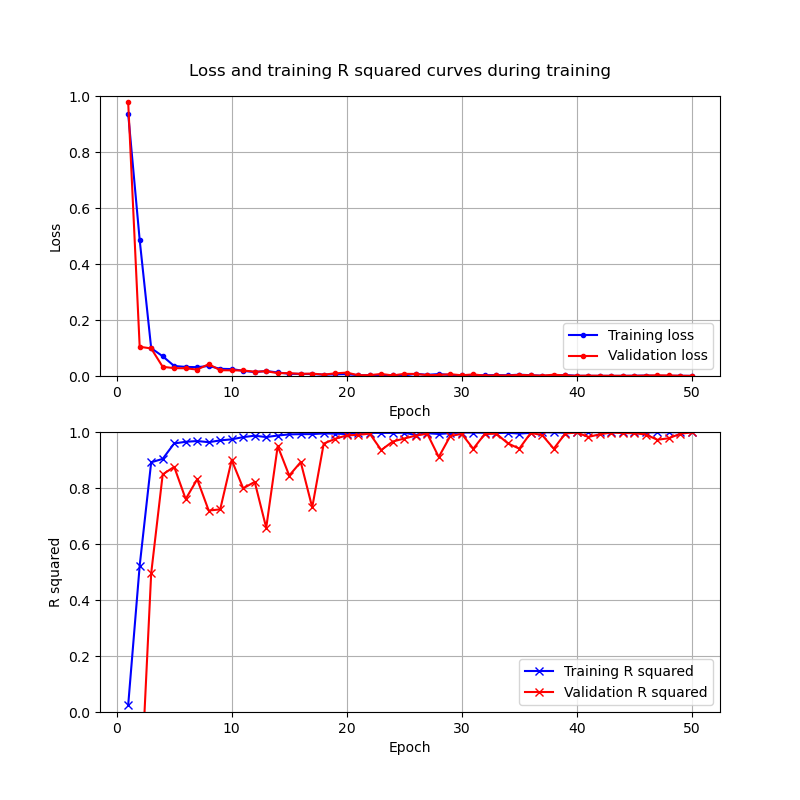 Loss and training R squared curves during training
1.0
0.8
0.6
0.4
0.2
0.0
Loss
Training loss
Validation loss
0 10 20 30 40 50
Epoch
1.0
0.8
0.6
0.4
0.2
0.0
R squared
Training R squared
Validation R squared
0 10 20 30 40 50
Epoch